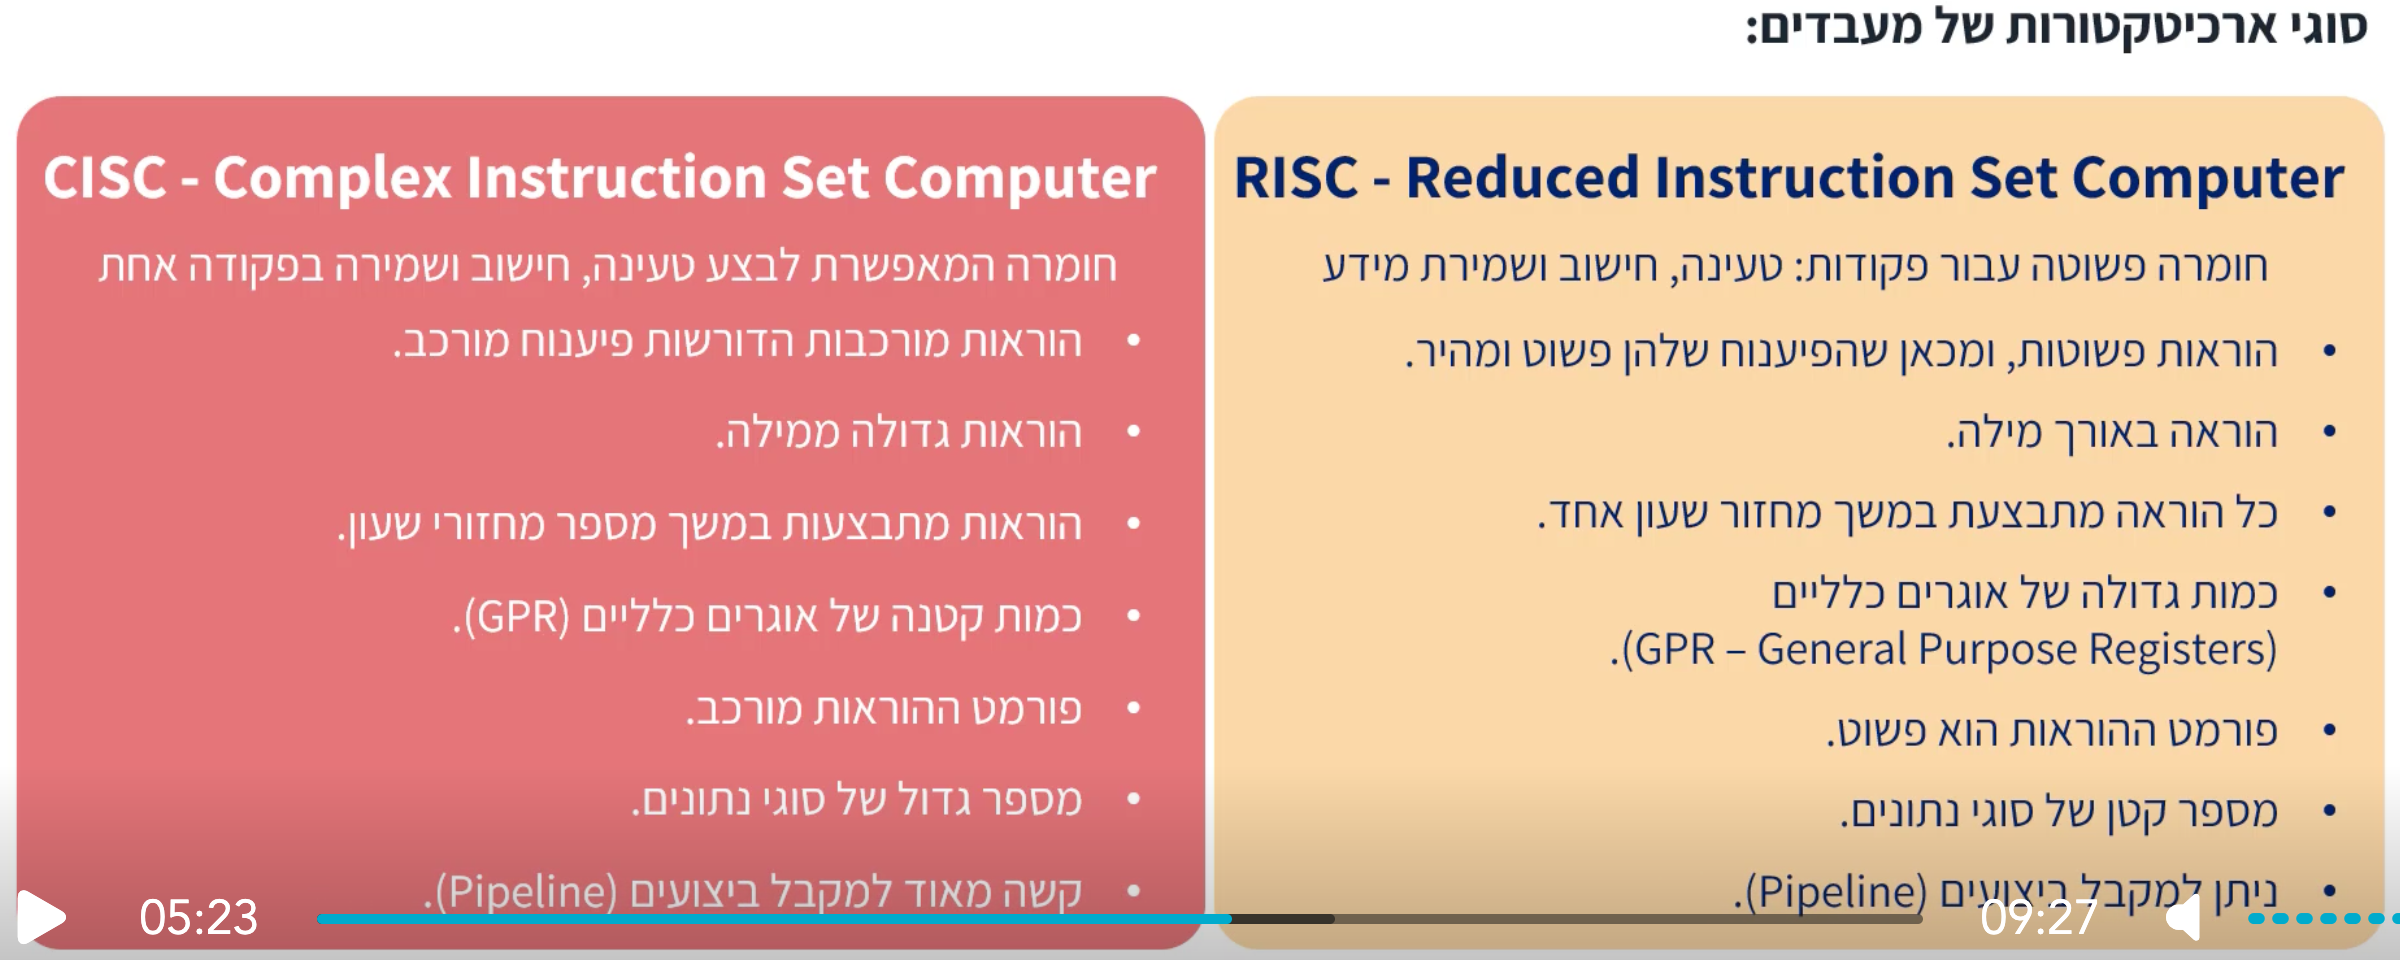 סוגי ארכיטקטורות של מעבדים:
RISC - Reduced Instruction Set Computer
חומרה פשוטה עבור פקודות: טעינה, חישוב ושמירת מידע
• הוראות פשוטות, ומכאן שהפיענוח שלהן פשוט ומהיר.
• הוראה באורך מילה.
• כל הוראה מתבצעת במשך מחזור שעון אחד.
• כמות גדולה של אוגרים כלליים
(GPR – General Purpose Registers).
• פורמט ההוראות הוא פשוט.
• מספר קטן של סוגי נתונים.
• ניתן למקבל ביצועים (Pipeline).
CISC - Complex Instruction Set Computer
חומרה המאפשרת לבצע טעינה, חישוב ושמירה בפקודה אחת
• הוראות מורכבות הדורשות פיענוח מורכב.
• הוראות גדולה ממילה.
• הוראות מתבצעות במשך מספר מחזורי שעון.
• כמות קטנה של אוגרים כלליים (GPR).
• פורמט ההוראות מורכב.
• מספר גדול של סוגי נתונים.
• קשה מאוד למקבל ביצועים (Pipeline).
05:23
09:27